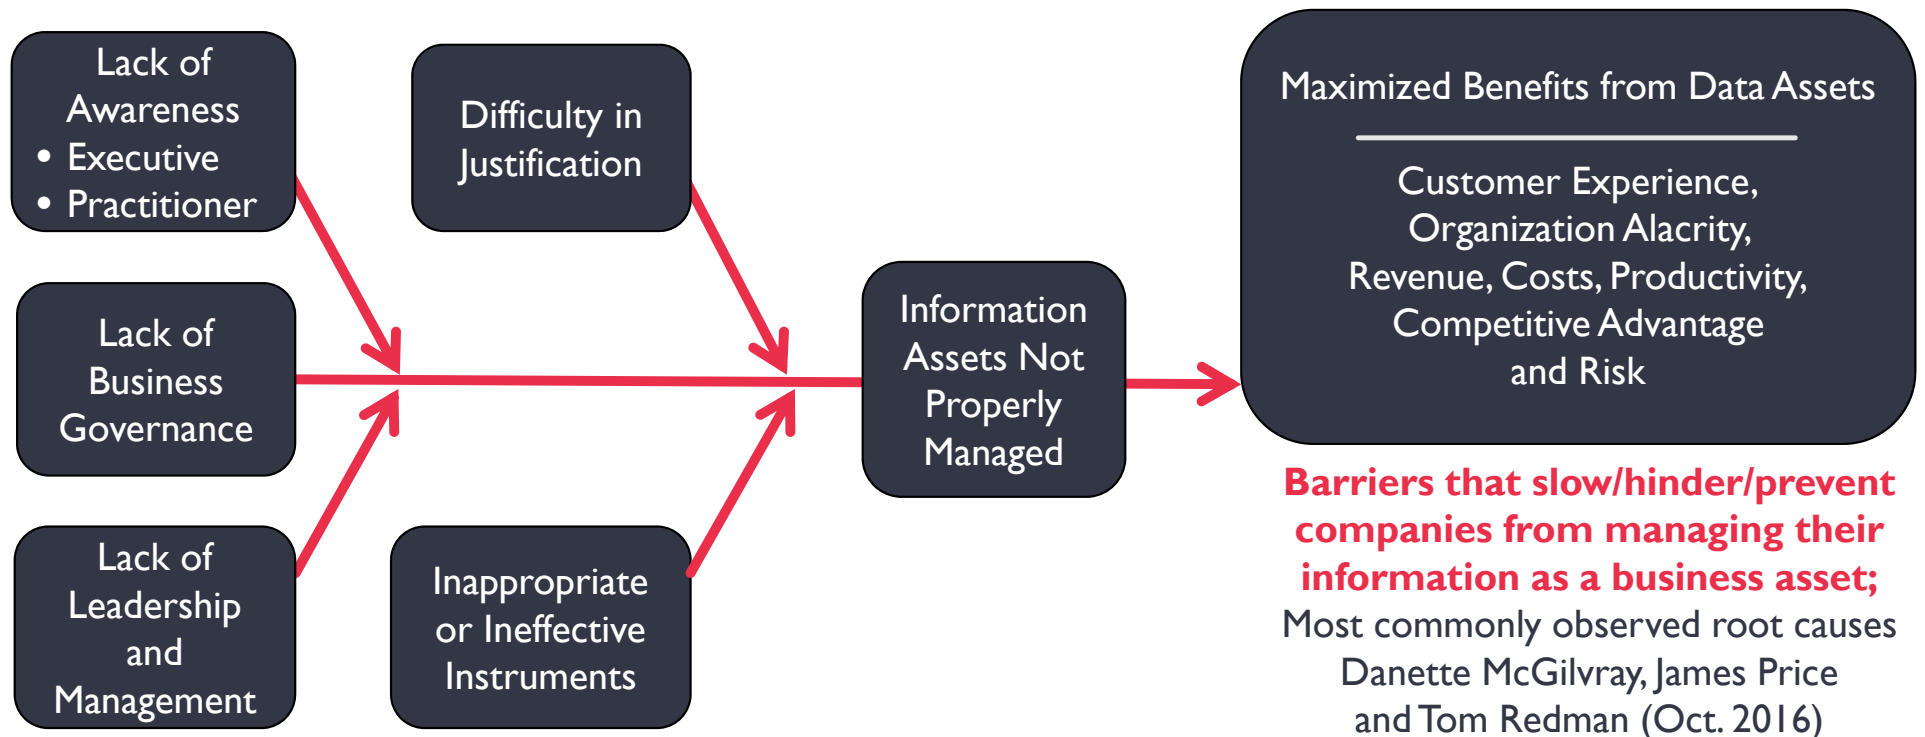 Lack of
Awareness
• Executive
• Practitioner
Difficulty in
Justification
Lack of
Business
Governance
Lack of
Leadership
and
Management
Inappropriate
or Ineffective
Instruments
Information
Assets Not
Properly
Managed
Maximized Benefits from Data Assets
Customer Experience,
Organization Alacrity,
Revenue, Costs, Productivity,
Competitive Advantage
and Risk
Barriers that slow/hinder/prevent
companies from managing their
information as a business asset;
Most commonly observed root causes
Danette McGilvray, James Price
and Tom Redman (Oct. 2016)